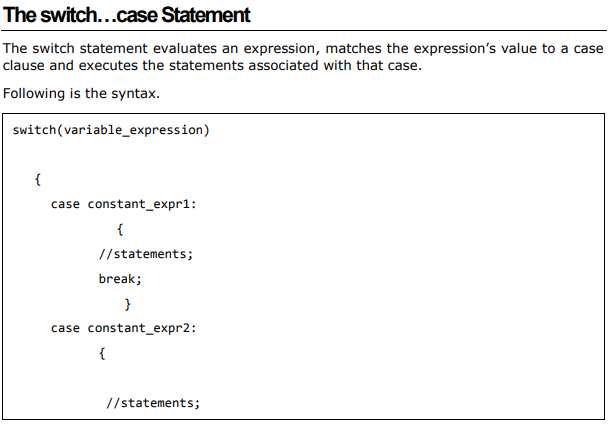 The switch…case Statement
The switch statement evaluates an expression, matches the expression’s value to a case
clause and executes the statements associated with that case.
Following is the syntax.
switch(variable_expression)
{
case constant_expr1:
{
//statements;
break;
}
case constant_expr2:
{
//statements;